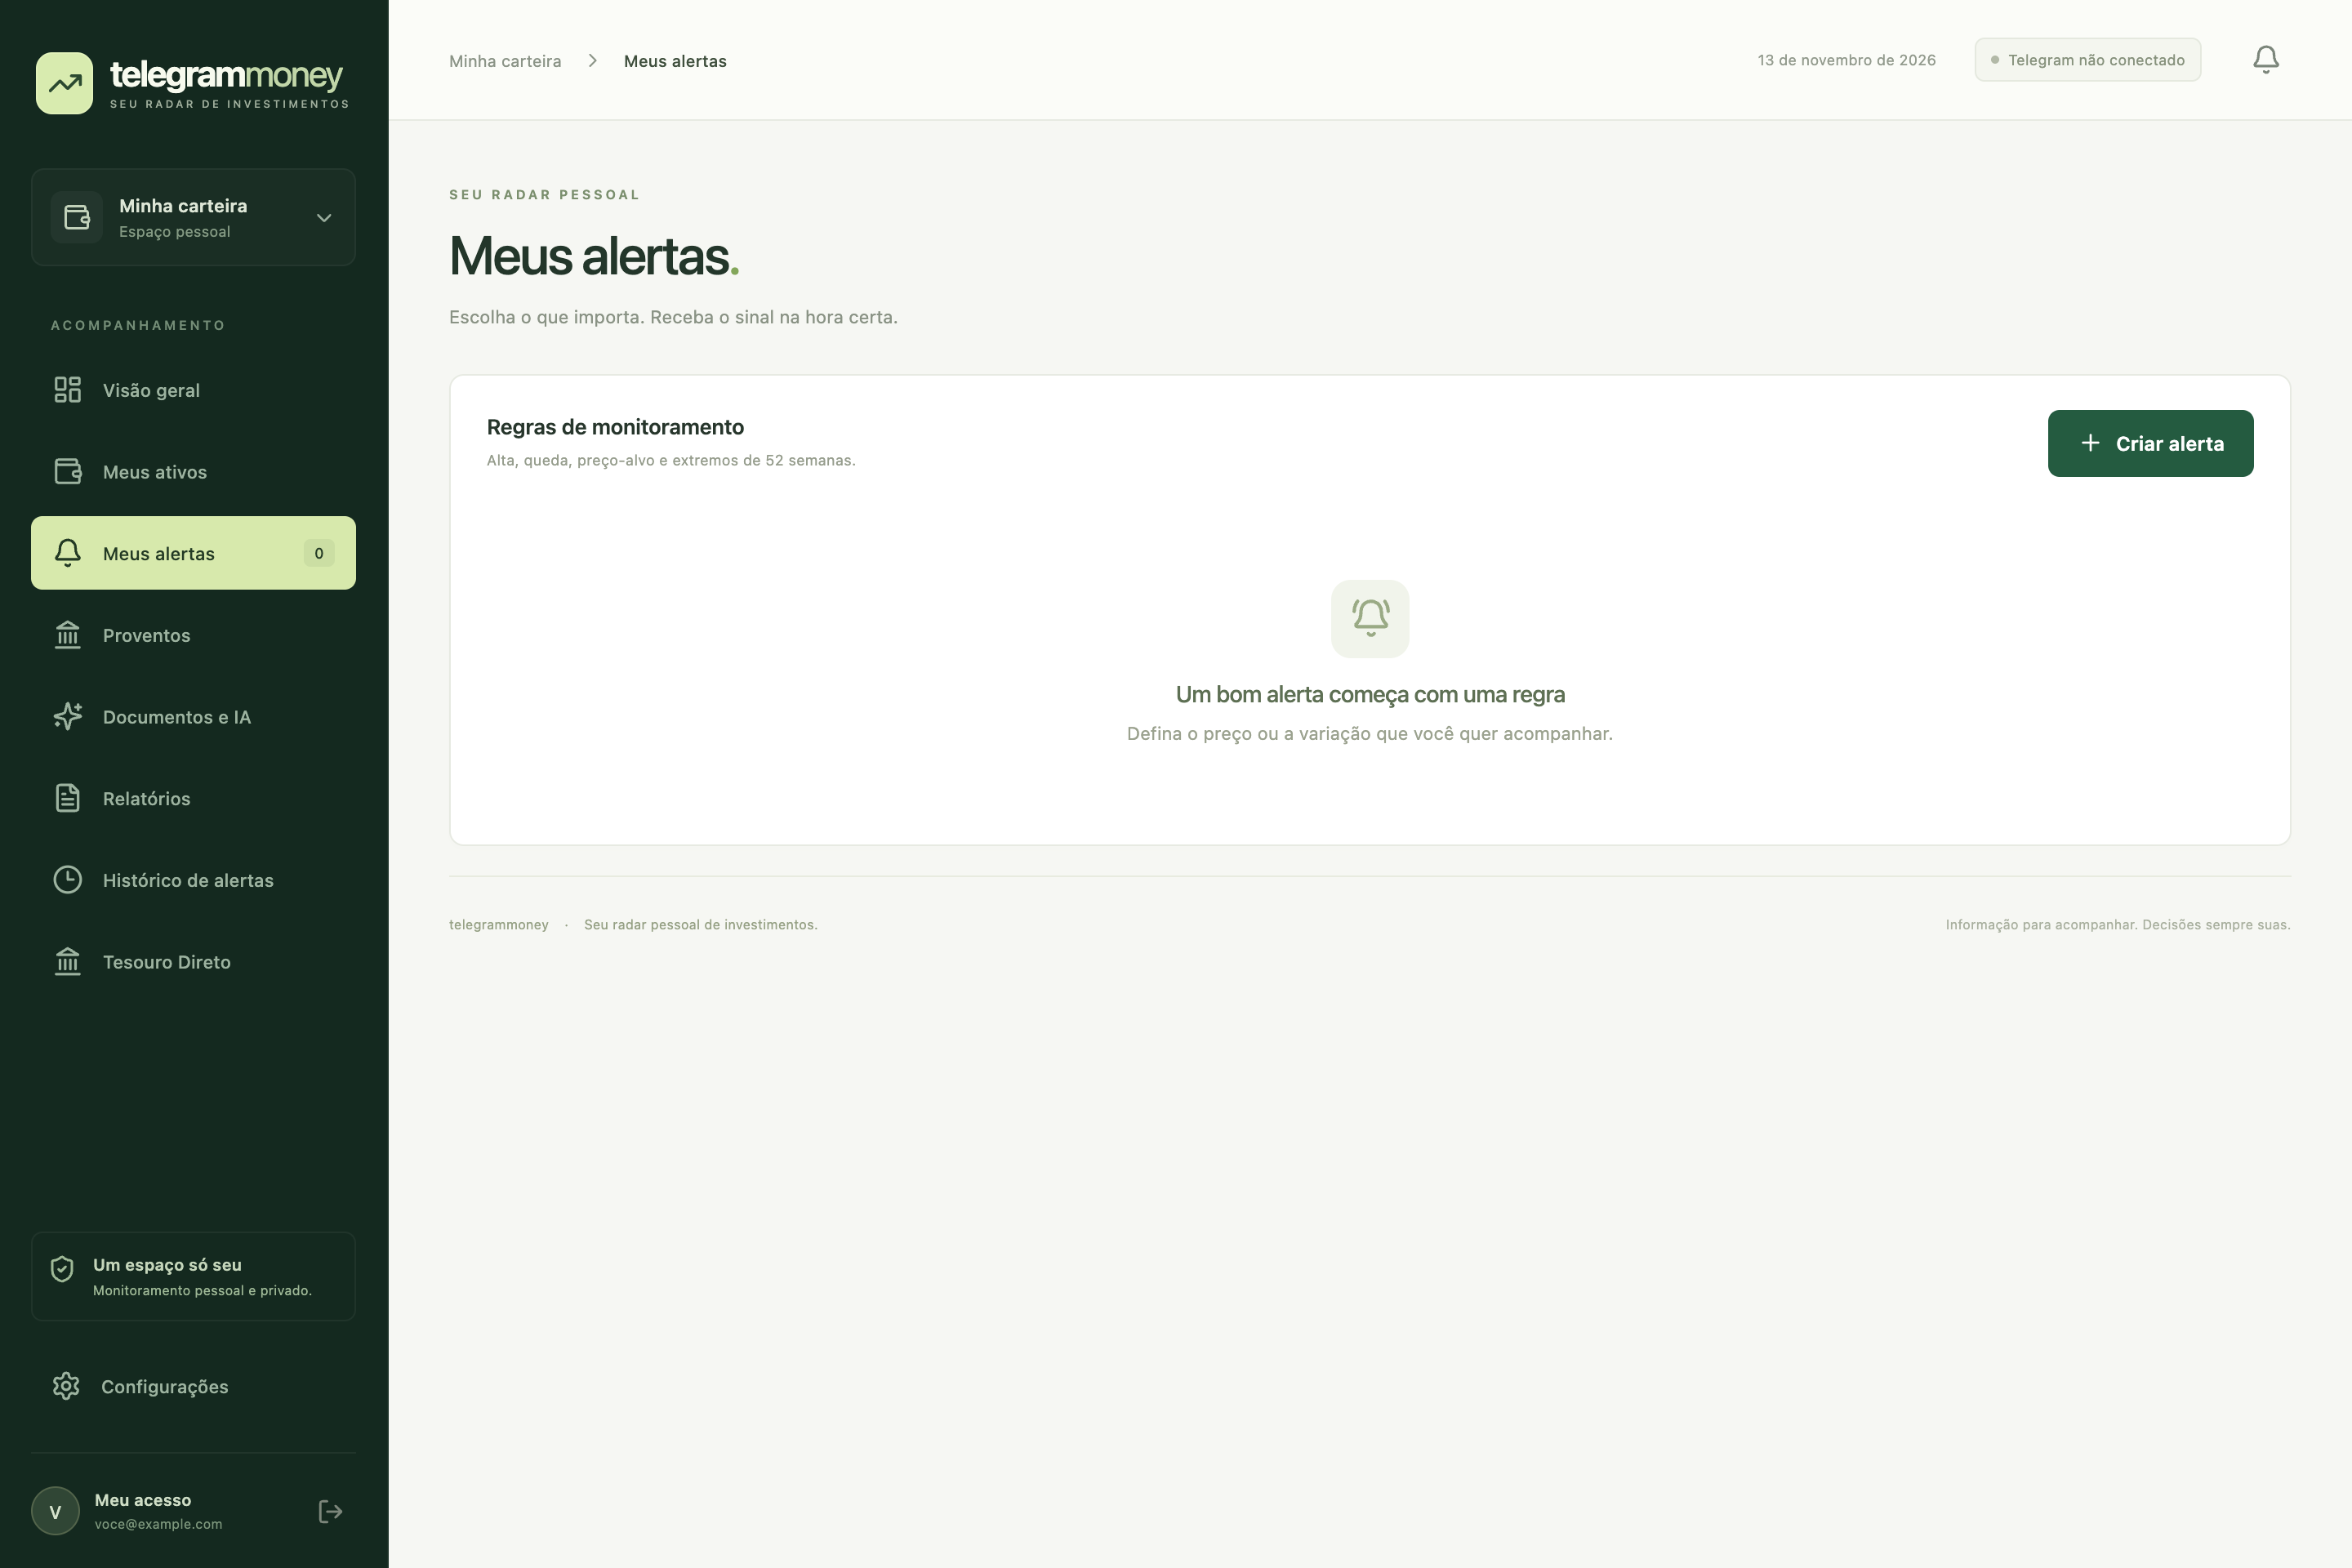 telegrammoney
SEU RADAR DE INVESTIMENTOS
Minha carteira
Espaço pessoal
ACOMPANHAMENTO
Visão geral
Meus ativos
Meus alertas 0
Proventos
Documentos e IA
Relatórios
Histórico de alertas
Tesouro Direto
Um espaço só seu
Monitoramento pessoal e privado.
Configurações
V
Meu acesso
voce@example.com
Minha carteira Meus alertas
13 de novembro de 2026
Telegram não conectado
SEU RADAR PESSOAL
Meus alertas.
Escolha o que importa. Receba o sinal na hora certa.
Regras de monitoramento
Alta, queda, preço-alvo e extremos de 52 semanas.
Criar alerta
Um bom alerta começa com uma regra
Defina o preço ou a variação que você quer acompanhar.
telegrammoney · Seu radar pessoal de investimentos.
Informação para acompanhar. Decisões sempre suas.